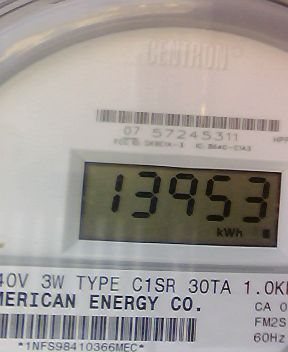 CENTRON®
07 57245311
13953
kWh
40V 3W TYPE C1SR 30TA 1.0K
MERICAN ENERGY CO. CA 0
FM2S
60Hz
*1NFS98410366MEC*